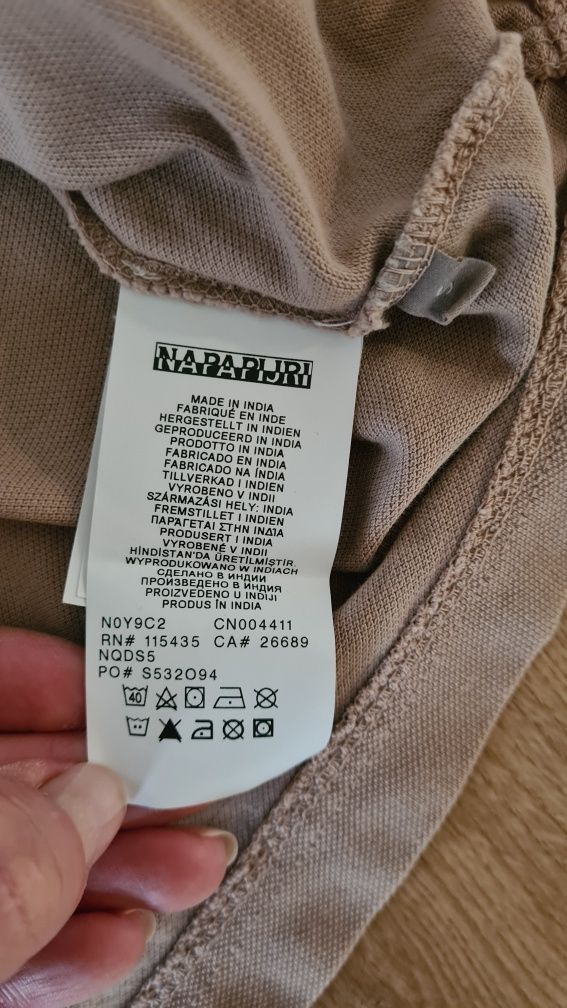 NAPAPIJRI
MADE IN INDIA
FABRIQUÉ EN INDE
HERGESTELLT IN INDIEN
GEPRODUCEERD IN INDIA
PRODOTTO IN INDIA
FABRICADO EN INDIA
FABRICADO NA ÍNDIA
TILLVERKAD I INDIEN
VYROBENO V INDII
SZÁRMAZÁSI HELY: INDIA
FREMSTILLET I INDIEN
ΠΑΡΆΓΕΤΑΙ ΣΤΗΝ ΙΝΔΊΑ
PRODUSERT I INDIA
VYROBENÉ V INDII
HİNDİSTAN'DA ÜRETİLMİŞTİR.
WYPRODUKOWANO W INDIACH
СДЕЛАНО В ИНДИИ
ПРОИЗВЕДЕНО В ИНДИЯ
PROIZVEDENO U INDIJI
PRODUS ÎN INDIA
N0Y9C2 CN004411
RN# 115435 CA# 26689
NQDS5
PO# S532094
40